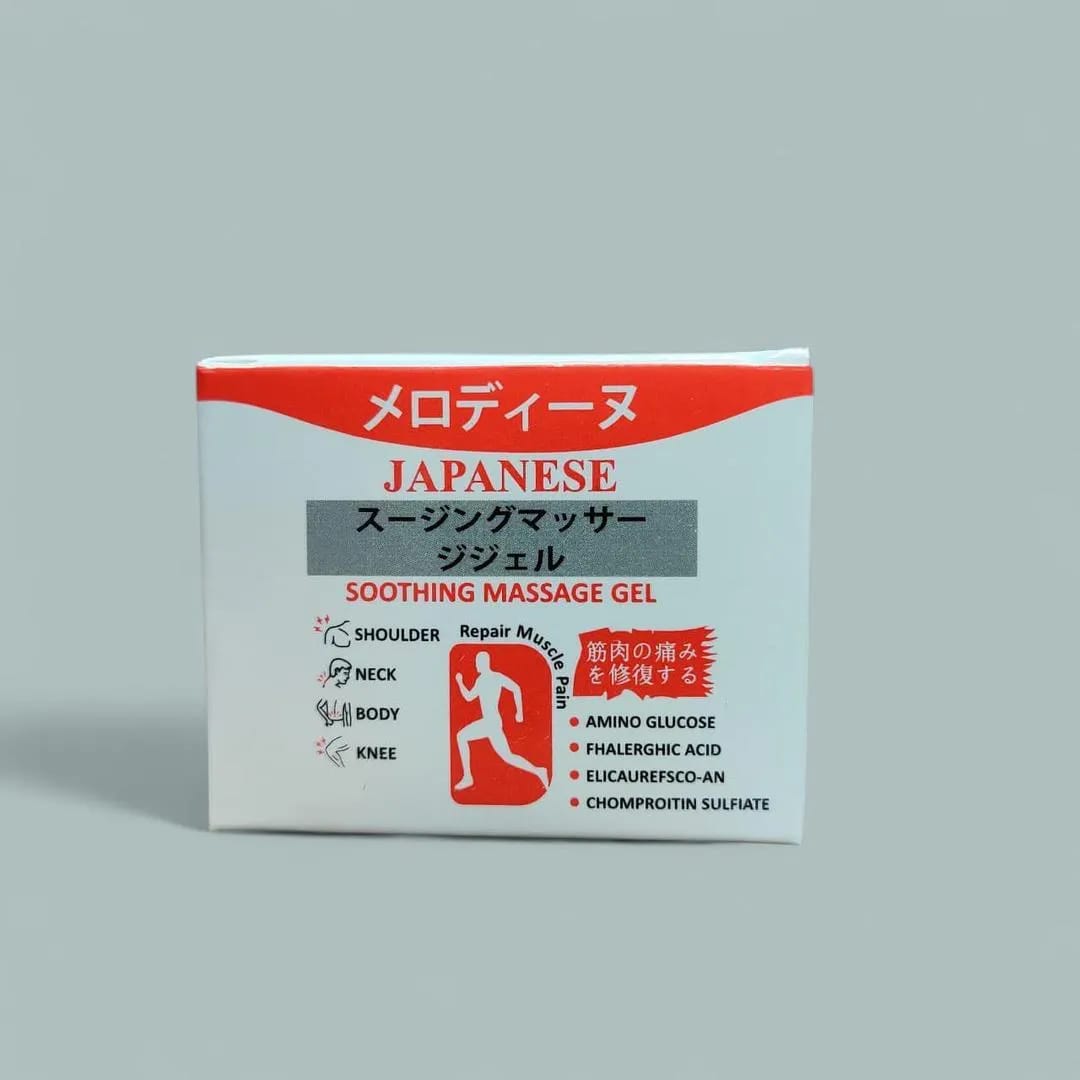 メロディーヌ
JAPANESE
スージングマッサー
ジジェル
SOOTHING MASSAGE GEL
SHOULDER
NECK
BODY
KNEE
Repair Muscle Pain
筋肉の痛み
を修復する
AMINO GLUCOSE
FHALERGHIC ACID
ELICAUREFSCO-AN
CHOMPROITIN SULFIATE